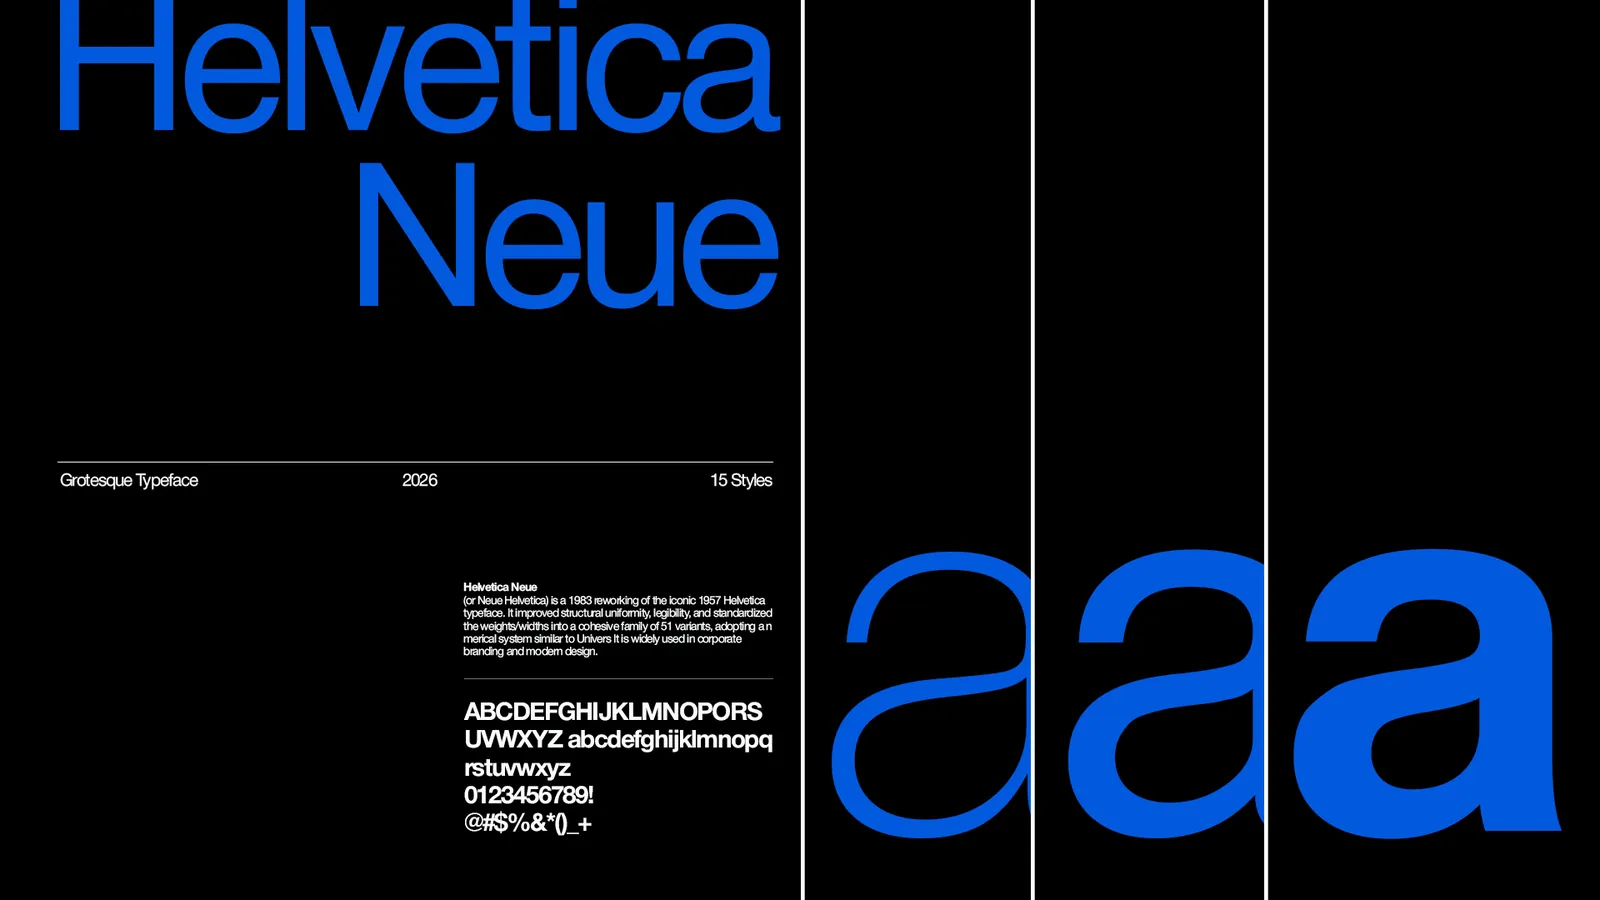 Helvetica
Neue
Grotesque Typeface
2026
15 Styles
Helvetica Neue
(or Neue Helvetica) is a 1983 reworking of the iconic 1957 Helvetica
typeface. It improved structural uniformity, legibility, and standardized
the weights/widths into a cohesive family of 51 variants, adopting a n
merical system similar to Univers It is widely used in corporate
branding and modern design.
ABCDEFGHIJKLMNOPORS
UVWXYZ abcdefghijklmnopq
rstuvwxyz
0123456789!
@#$%&*()_+
a
a
a